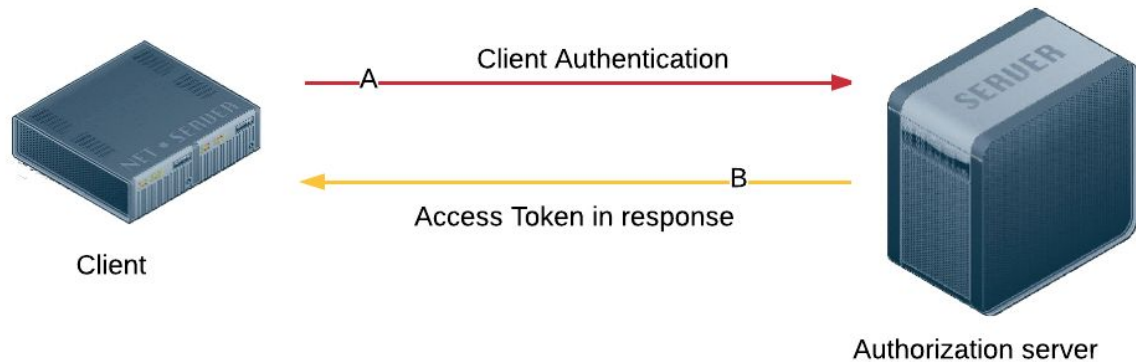 Client Authentication
A
SERVER
NET SERVER
B
Access Token in response
Client
Authorization server